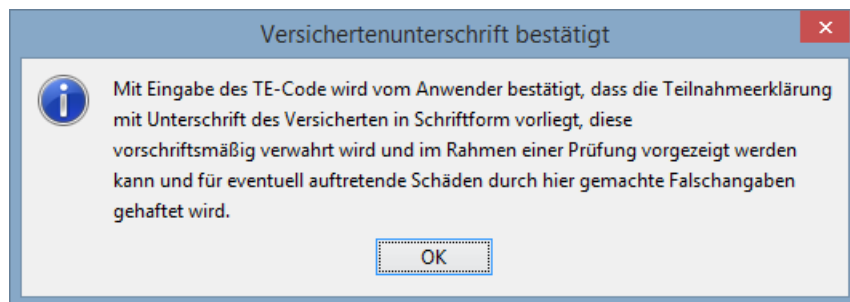 Versichertenunterschrift bestätigt
Mit Eingabe des TE-Code wird vom Anwender bestätigt, dass die Teilnahmeerklärung
mit Unterschrift des Versicherten in Schriftform vorliegt, diese
vorschriftsmäßig verwahrt wird und im Rahmen einer Prüfung vorgezeigt werden
kann und für eventuell auftretende Schäden durch hier gemachte Falschangaben
gehaftet wird.
OK